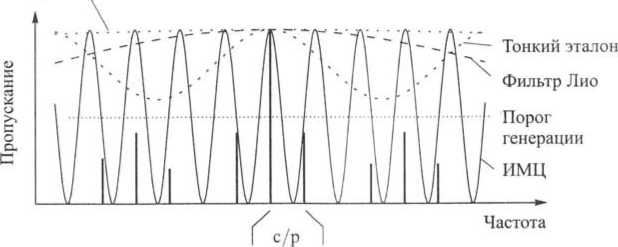 Пропускание
Тонкий эталон
Фильтр Лио
Порог
генерации
ИМЦ
Частота
c/p